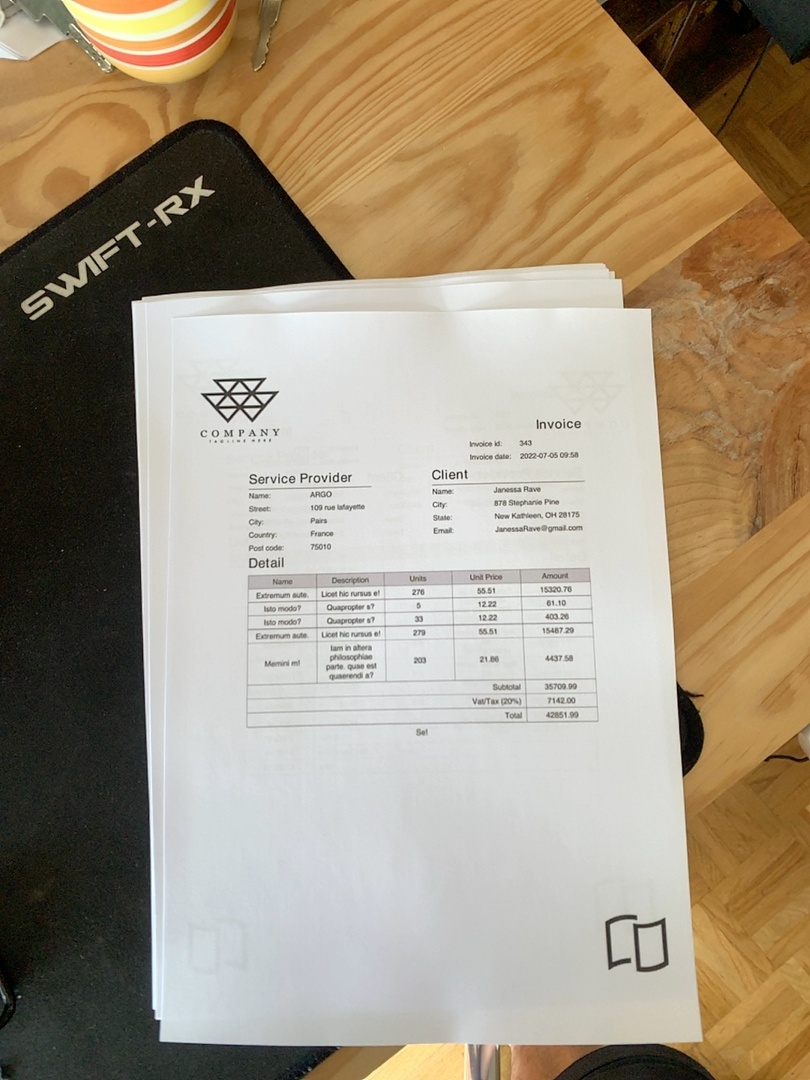 SWIFT-RX
COMPANY
TAGLINE HERE
Invoice
Invoice id: 343
Invoice date: 2022-07-05 09:58
Service Provider
Name: ARGO
Street: 109 rue lafayette
City: Pairs
Country: France
Post code: 75010
Client
Name: Janessa Rave
City: 878 Stephanie Pine
State: New Kathleen, OH 28175
Email: JanessaRave@gmail.com
Detail
Name Description Units Unit Price Amount
Extremum aute. Licet hic rursus e! 276 55.51 15320.76
Isto modo? Quapropter s? 5 12.22 61.10
Isto modo? Quapropter s? 33 12.22 403.26
Extremum aute. Licet hic rursus e! 279 55.51 15487.29
Memini m! Iam in altera
philosophiae
parte. quae est
quaerendi a? 203 21.86 4437.58
Subtotal 35709.99
Vat/Tax (20%) 7142.00
Total 42851.99
Se!